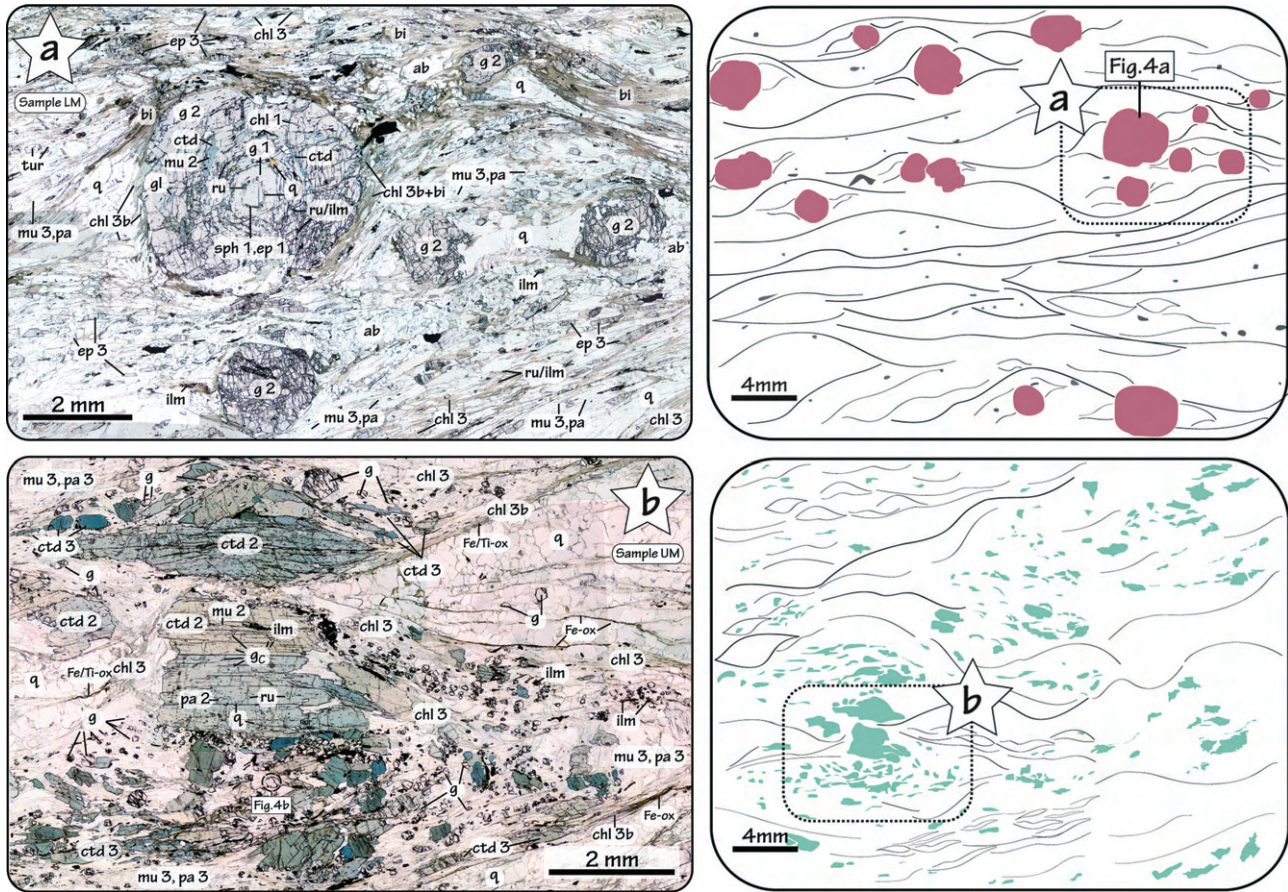 a
Sample LM
ep 3
chl 3
bi
ab
g 2
q
bi
bi
g 2
chl 1
ctd
g 1
ctd
mu 2
tur
q
gl
ru
q
chl 3b+bi
mu 3,pa
ru/ilm
chl 3b
mu 3,pa
sph 1,ep 1
g 2
q
g 2
ab
ilm
ab
ep 3
ep 3
g 2
ru/ilm
ilm
2 mm
mu 3,pa
chl 3
mu 3,pa
q
chl 3
Fig.4a
a
4mm
mu 3, pa 3
g
g
chl 3
b
chl 3b
Sample UM
Fe/Ti-ox
q
ctd 3
ctd 2
ctd 3
g
mu 2
g
ctd 2
ctd 2
ilm
chl 3
Fe-ox
gc
chl 3
Fe/Ti-ox
chl 3
ilm
q
pa 2
ru
q
chl 3
ilm
g
mu 3, pa 3
Fig.4b
g
Fe-ox
ctd 3
ctd 3
chl 3b
mu 3, pa 3
q
2 mm
b
4mm